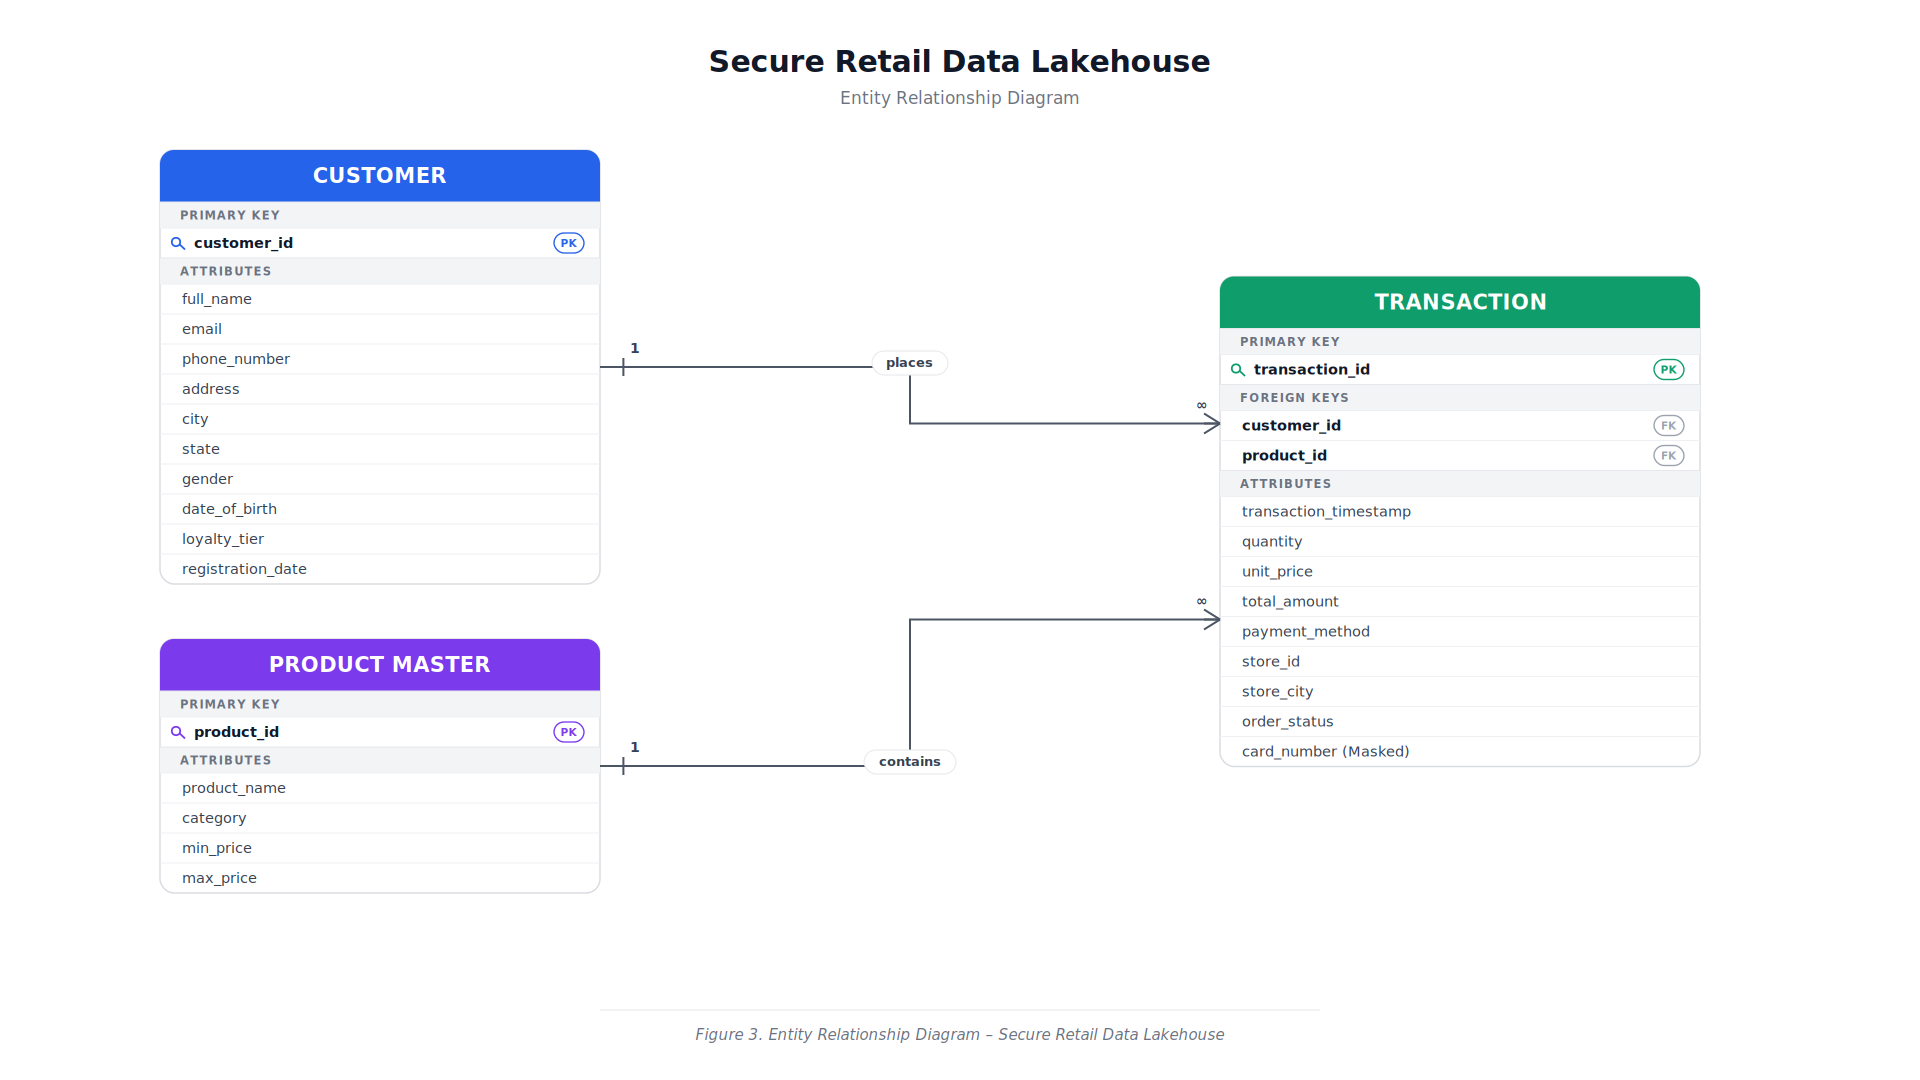 Secure Retail Data Lakehouse
Entity Relationship Diagram
CUSTOMER
PRIMARY KEY
customer_id PK
ATTRIBUTES
full_name
email
phone_number
address
city
state
gender
date_of_birth
loyalty_tier
registration_date
1
places
∞
PRODUCT MASTER
PRIMARY KEY
product_id PK
ATTRIBUTES
product_name
category
min_price
max_price
1
contains
∞
TRANSACTION
PRIMARY KEY
transaction_id PK
FOREIGN KEYS
customer_id FK
product_id FK
ATTRIBUTES
transaction_timestamp
quantity
unit_price
total_amount
payment_method
store_id
store_city
order_status
card_number (Masked)
Figure 3. Entity Relationship Diagram – Secure Retail Data Lakehouse